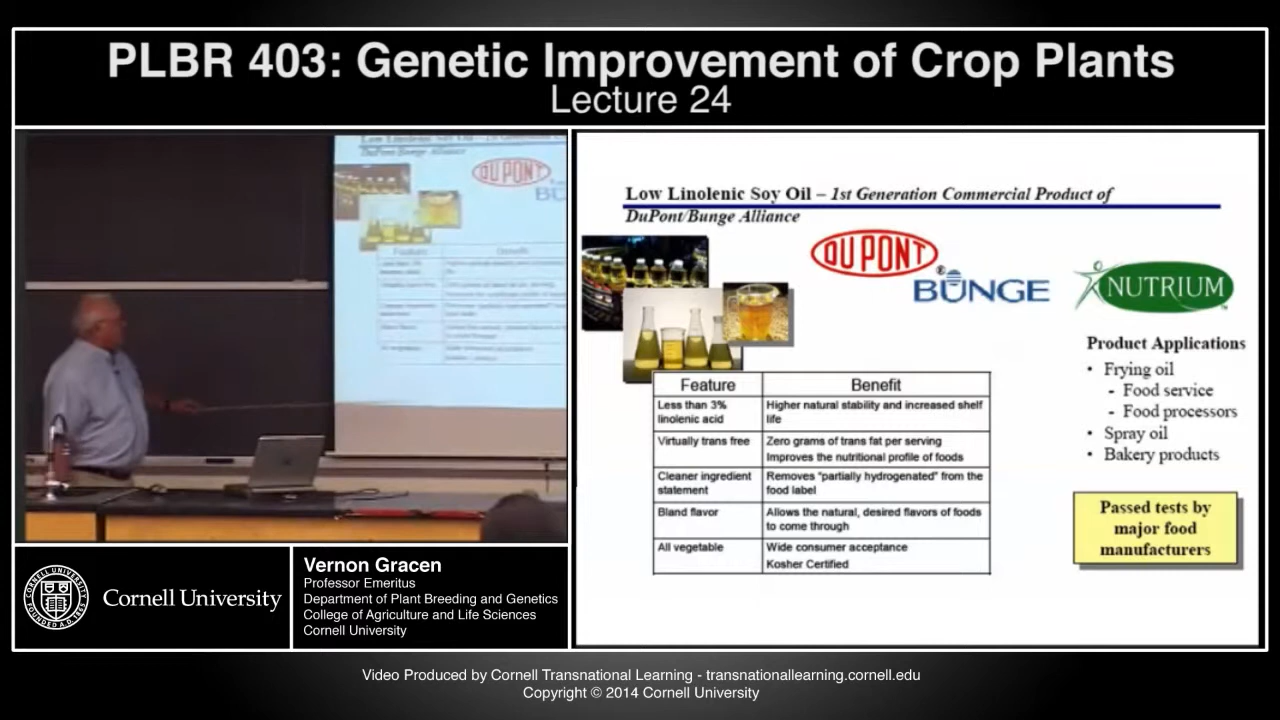 PLBR 403: Genetic Improvement of Crop Plants
Lecture 24
Low Linolenic Soy Oil – 1st Generation Commercial Product of
DuPont/Bunge Alliance
DU PONT
BUNGE
NUTRIUM
Product Applications
• Frying oil
- Food service
- Food processors
• Spray oil
• Bakery products
Feature Benefit
Less than 3% linolenic acid
Higher natural stability and increased shelf life
Virtually trans free
Zero grams of trans fat per serving
Improves the nutritional profile of foods
Cleaner ingredient statement
Removes "partially hydrogenated" from the food label
Bland flavor
Allows the natural, desired flavors of foods to come through
All vegetable
Wide consumer acceptance
Kosher Certified
Passed tests by
major food
manufacturers
Cornell University
Vernon Gracen
Professor Emeritus
Department of Plant Breeding and Genetics
College of Agriculture and Life Sciences
Cornell University
Video Produced by Cornell Transnational Learning - transnationallearning.cornell.edu
Copyright © 2014 Cornell University